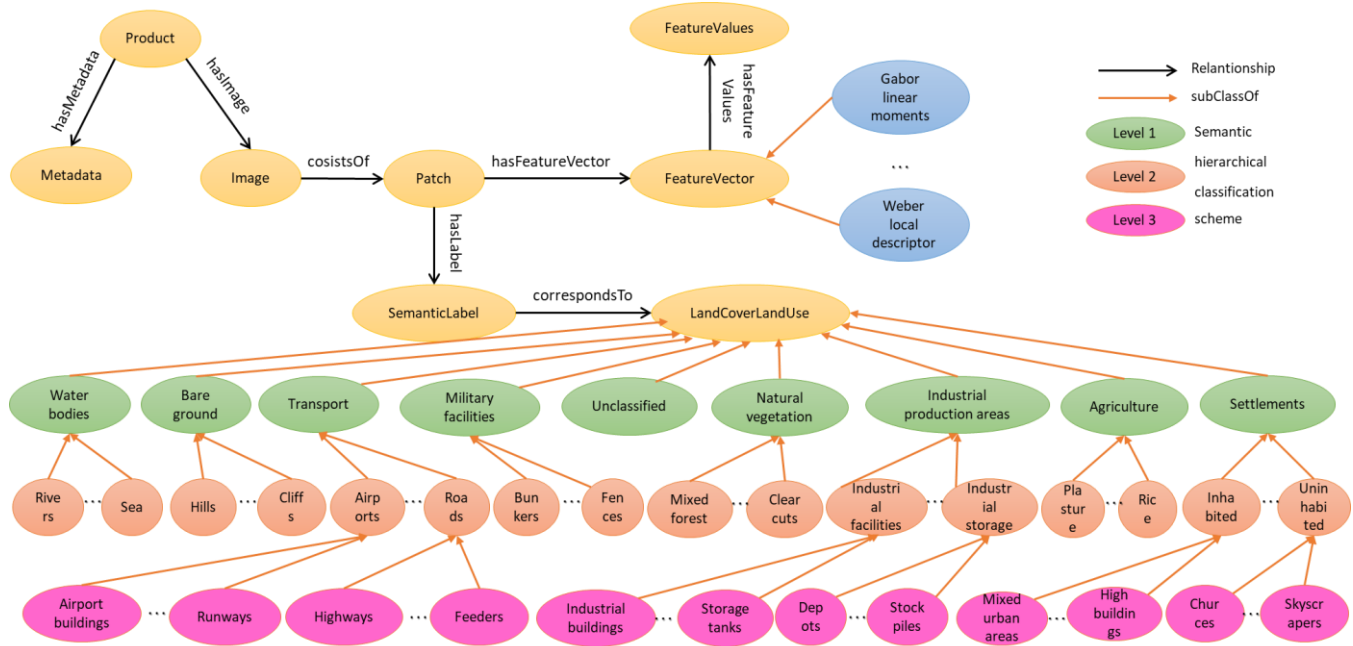 Product
hasMetadata
hasImage
Metadata
Image
cosistsOf
Patch
hasFeatureVector
FeatureVector
hasFeature
Values
FeatureValues
Gabor
linear
moments
...
Weber
local
descriptor
Relantionship
subClassOf
Level 1
Semantic
Level 2
hierarchical
classification
Level 3
scheme
hasLabel
SemanticLabel
correspondsTo
LandCoverLandUse
Water
bodies
Bare
ground
Transport
Military
facilities
Unclassified
Natural
vegetation
Industrial
production areas
Agriculture
Settlements
Rive
rs
...
Sea
Hills
...
Cliff
s
Airp
orts
...
Roa
ds
Bun
kers
...
Fen
ces
Mixed
forest
...
Clear
cuts
Industri
al
facilities
...
Industr
ial
storage
Pla
sture
...
Ric
e
Inha
bited
...
Unin
habi
ted
Airport
buildings
...
Runways
Highways
...
Feeders
Industrial
buildings
...
Storage
tanks
Dep
ots
...
Stock
piles
Mixed
urban
areas
...
High
buildin
gs
Chur
ces
...
Skyscr
apers